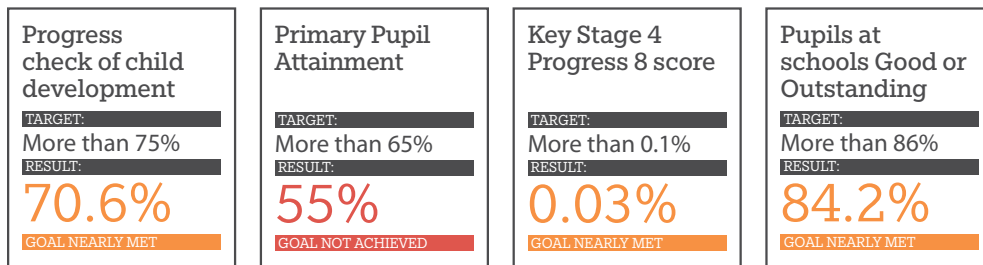 Progress
check of child
development
TARGET:
More than 75%
RESULT:
70.6%
GOAL NEARLY MET
Primary Pupil
Attainment
TARGET:
More than 65%
RESULT:
55%
GOAL NOT ACHIEVED
Key Stage 4
Progress 8 score
TARGET:
More than 0.1%
RESULT:
0.03%
GOAL NEARLY MET
Pupils at
schools Good or
Outstanding
TARGET:
More than 86%
RESULT:
84.2%
GOAL NEARLY MET